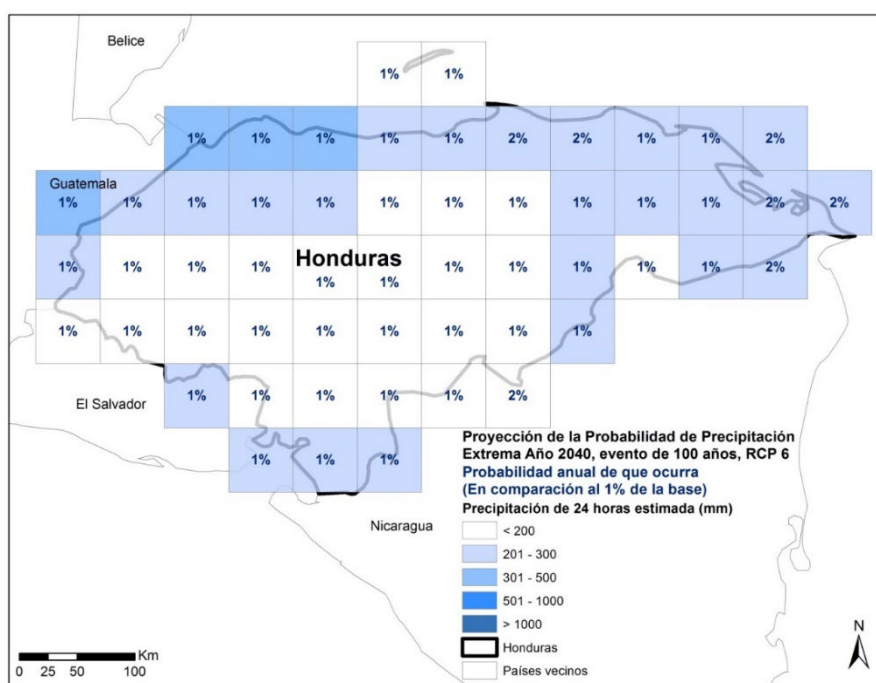 Belice
1% 1%
1% 1% 1% 1% 1% 2% 2% 1% 1% 2%
Guatemala
1% 1% 1% 1% 1% 1% 1% 1% 1% 1% 1% 2% 2%
Honduras
1% 1% 1% 1% 1% 1% 1% 1% 1% 1% 1% 2%
1% 1% 1% 1% 1% 1% 1% 1% 1%
El Salvador
1% 1% 1% 1% 1% 2%
1% 1% 1%
Nicaragua
Proyección de la Probabilidad de Precipitación
Extrema Año 2040, evento de 100 años, RCP 6
Probabilidad anual de que ocurra
(En comparación al 1% de la base)
Precipitación de 24 horas estimada (mm)
< 200
201 - 300
301 - 500
501 - 1000
> 1000
Honduras
Países vecinos
Km
0 25 50 100
N